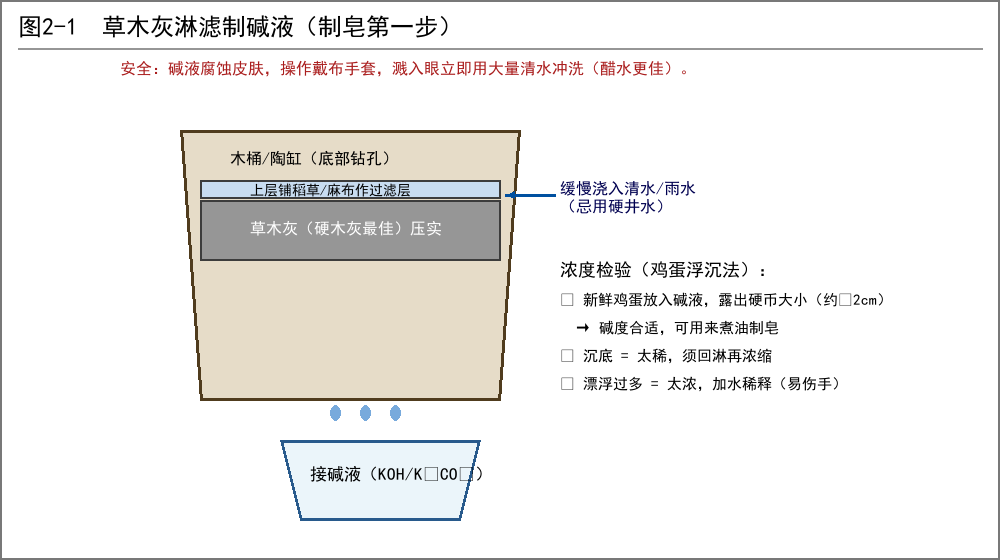 图2-1 草木灰淋滤制碱液（制皂第一步）
安全：碱液腐蚀皮肤，操作戴布手套，溅入眼立即用大量清水冲洗（醋水更佳）。
木桶/陶缸（底部钻孔）
上层铺稻草/麻布作过滤层
草木灰（硬木灰最佳）压实
缓慢浇入清水/雨水
（忌用硬井水）
浓度检验（鸡蛋浮沉法）：
□ 新鲜鸡蛋放入碱液，露出硬币大小（约□2cm）
→ 碱度合适，可用来煮油制皂
□ 沉底 = 太稀，须回淋再浓缩
□ 漂浮过多 = 太浓，加水稀释（易伤手）
接碱液（KOH/K□CO□）